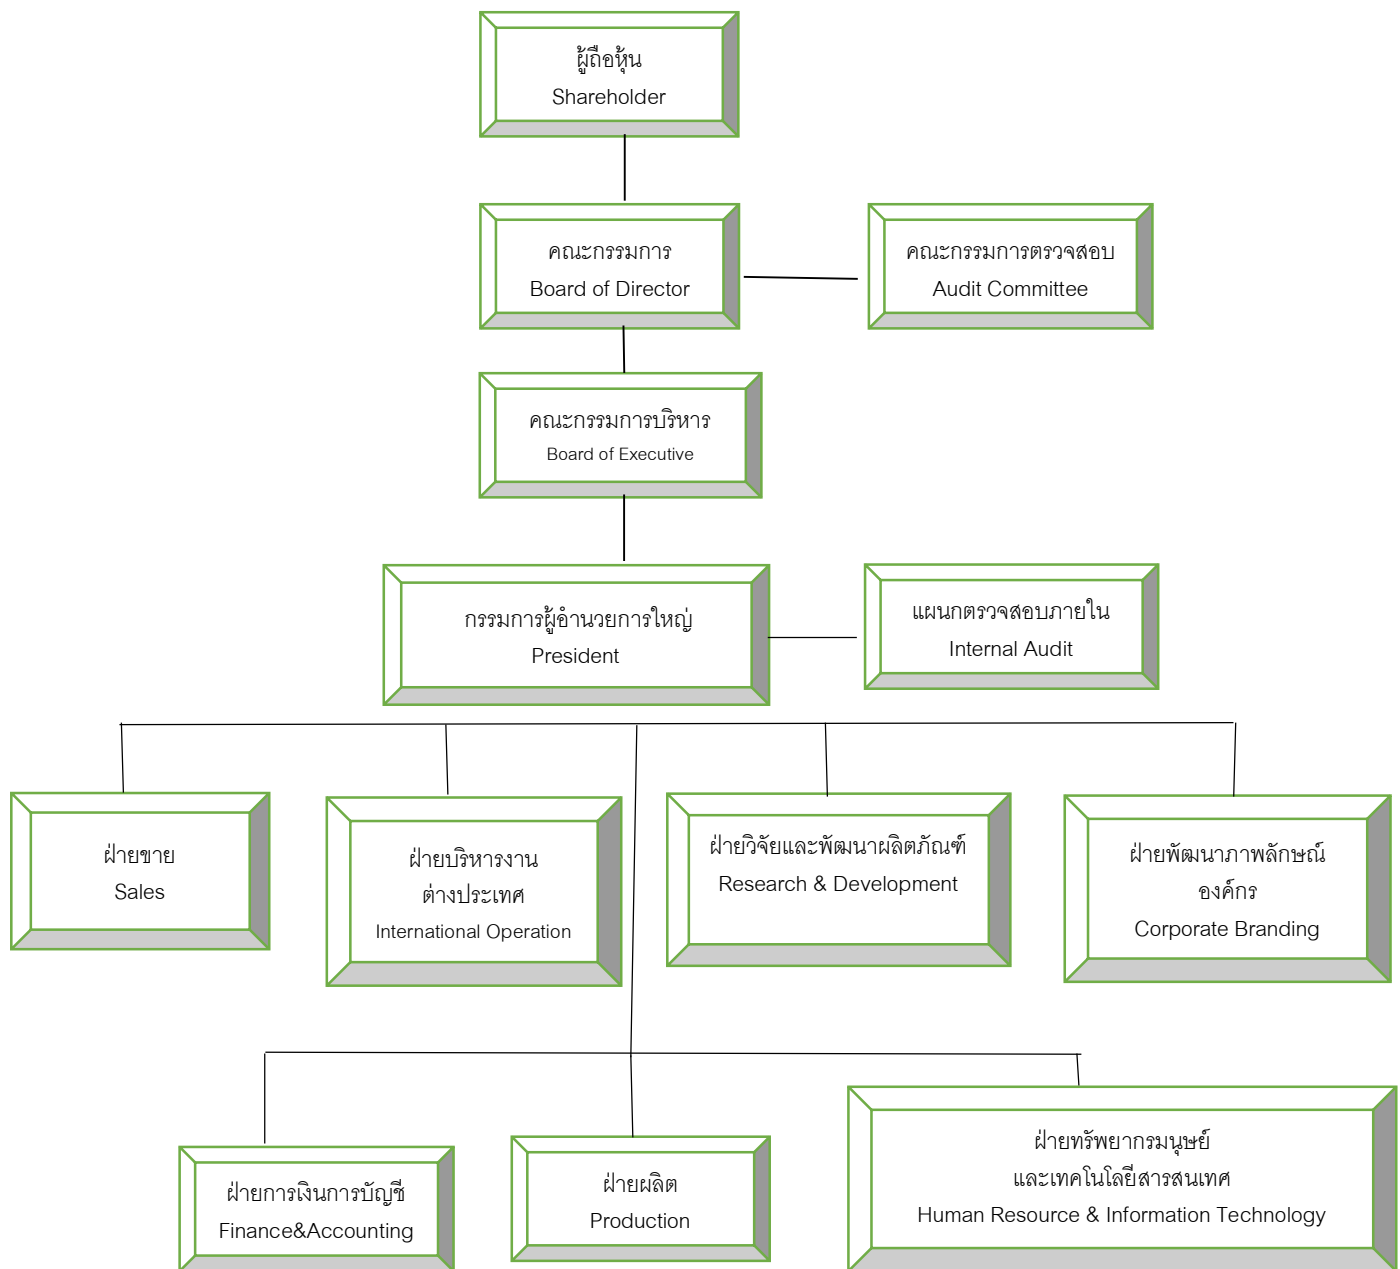 ผู้ถือหุ้น
Shareholder
คณะกรรมการ
Board of Director
คณะกรรมการตรวจสอบ
Audit Committee
คณะกรรมการบริหาร
Board of Executive
กรรมการผู้อำนวยการใหญ่
President
แผนกตรวจสอบภายใน
Internal Audit
ฝ่ายขาย
Sales
ฝ่ายบริหารงาน
ต่างประเทศ
International Operation
ฝ่ายวิจัยและพัฒนาผลิตภัณฑ์
Research & Development
ฝ่ายพัฒนาภาพลักษณ์
องค์กร
Corporate Branding
ฝ่ายการเงินการบัญชี
Finance&Accounting
ฝ่ายผลิต
Production
ฝ่ายทรัพยากรมนุษย์
และเทคโนโลยีสารสนเทศ
Human Resource & Information Technology